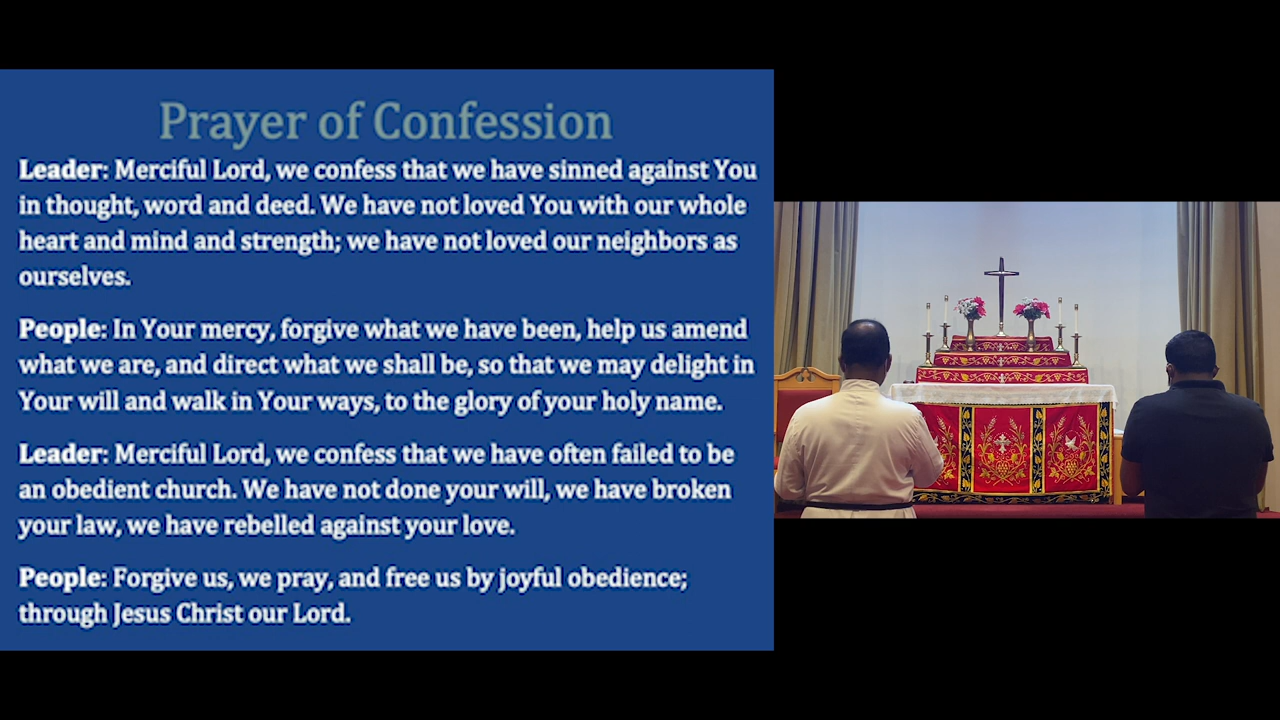 Prayer of Confession
Leader: Merciful Lord, we confess that we have sinned against You
in thought, word and deed. We have not loved You with our whole
heart and mind and strength; we have not loved our neighbors as
ourselves.
People: In Your mercy, forgive what we have been, help us amend
what we are, and direct what we shall be, so that we may delight in
Your will and walk in Your ways, to the glory of your holy name.
Leader: Merciful Lord, we confess that we have often failed to be
an obedient church. We have not done your will, we have broken
your law, we have rebelled against your love.
People: Forgive us, we pray, and free us by joyful obedience;
through Jesus Christ our Lord.